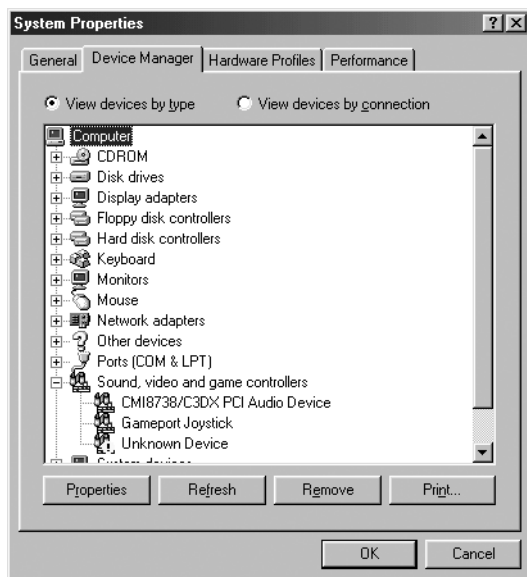 System Properties
General Device Manager Hardware Profiles Performance
View devices by type View devices by connection
Computer
CDROM
Disk drives
Display adapters
Floppy disk controllers
Hard disk controllers
Keyboard
Monitors
Mouse
Network adapters
Other devices
Ports (COM & LPT)
Sound, video and game controllers
CMI8738/C3DX PCI Audio Device
Gameport Joystick
Unknown Device
System devices
Properties Refresh Remove Print...
OK Cancel